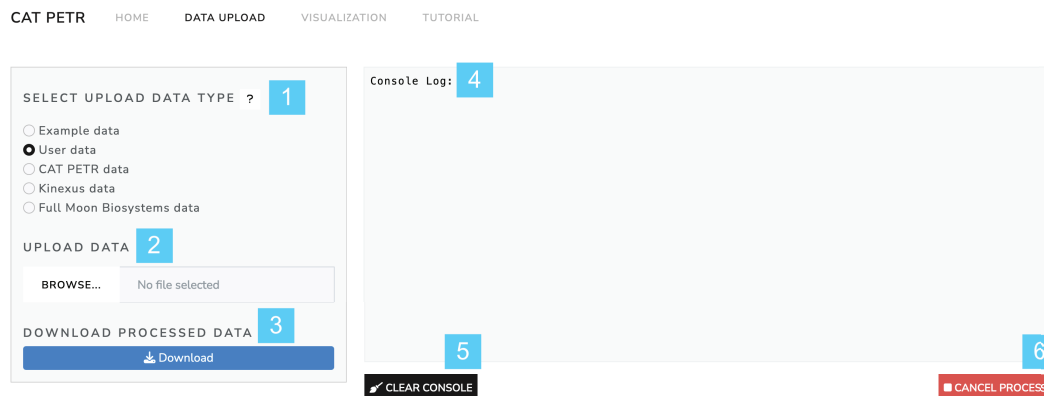 CAT PETR HOME DATA UPLOAD VISUALIZATION TUTORIAL
SELECT UPLOAD DATA TYPE ? 1
Example data
User data
CAT PETR data
Kinexus data
Full Moon Biosystems data
UPLOAD DATA 2
BROWSE... No file selected
DOWNLOAD PROCESSED DATA 3
Download
Console Log: 4
5
6
CLEAR CONSOLE
CANCEL PROCESS